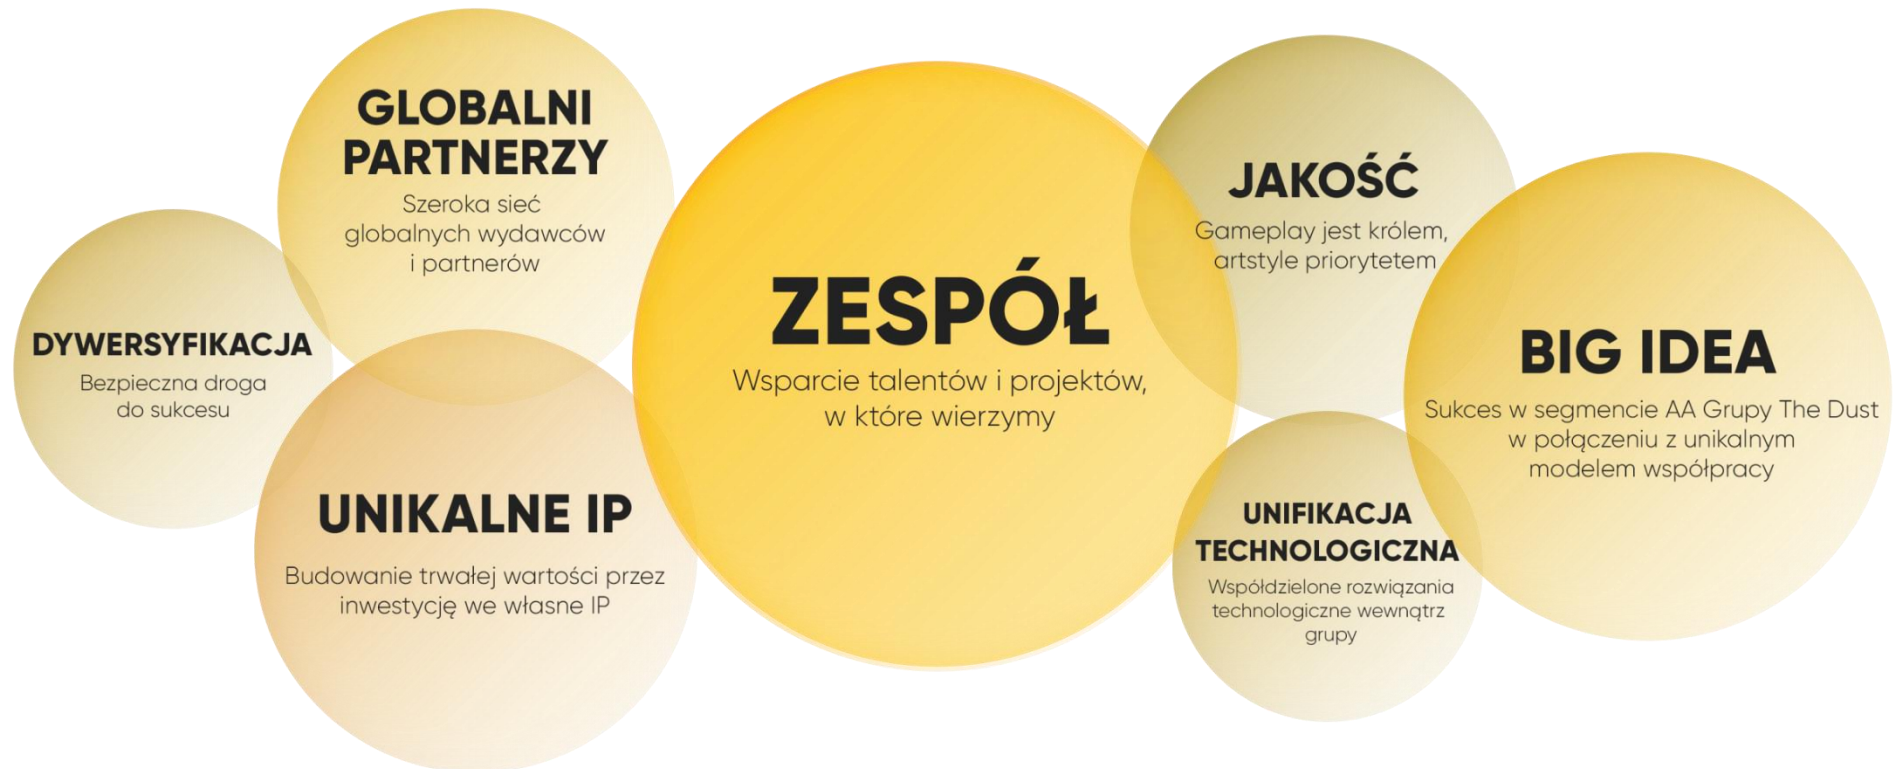 GLOBALNI
PARTNERZY
Szeroka sieć
globalnych wydawców
i partnerów
DYWERSYFIKACJA
Bezpieczna droga
do sukcesu
UNIKALNE IP
Budowanie trwałej wartości przez
inwestycję we własne IP
ZESPÓŁ
Wsparcie talentów i projektów,
w które wierzymy
JAKOŚĆ
Gameplay jest królem,
artstyle priorytetem
BIG IDEA
Sukces w segmencie AA Grupy The Dust
w połączeniu z unikalnym
modelem współpracy
UNIFIKACJA
TECHNOLOGICZNA
Współdzielone rozwiązania
technologiczne wewnątrz
grupy